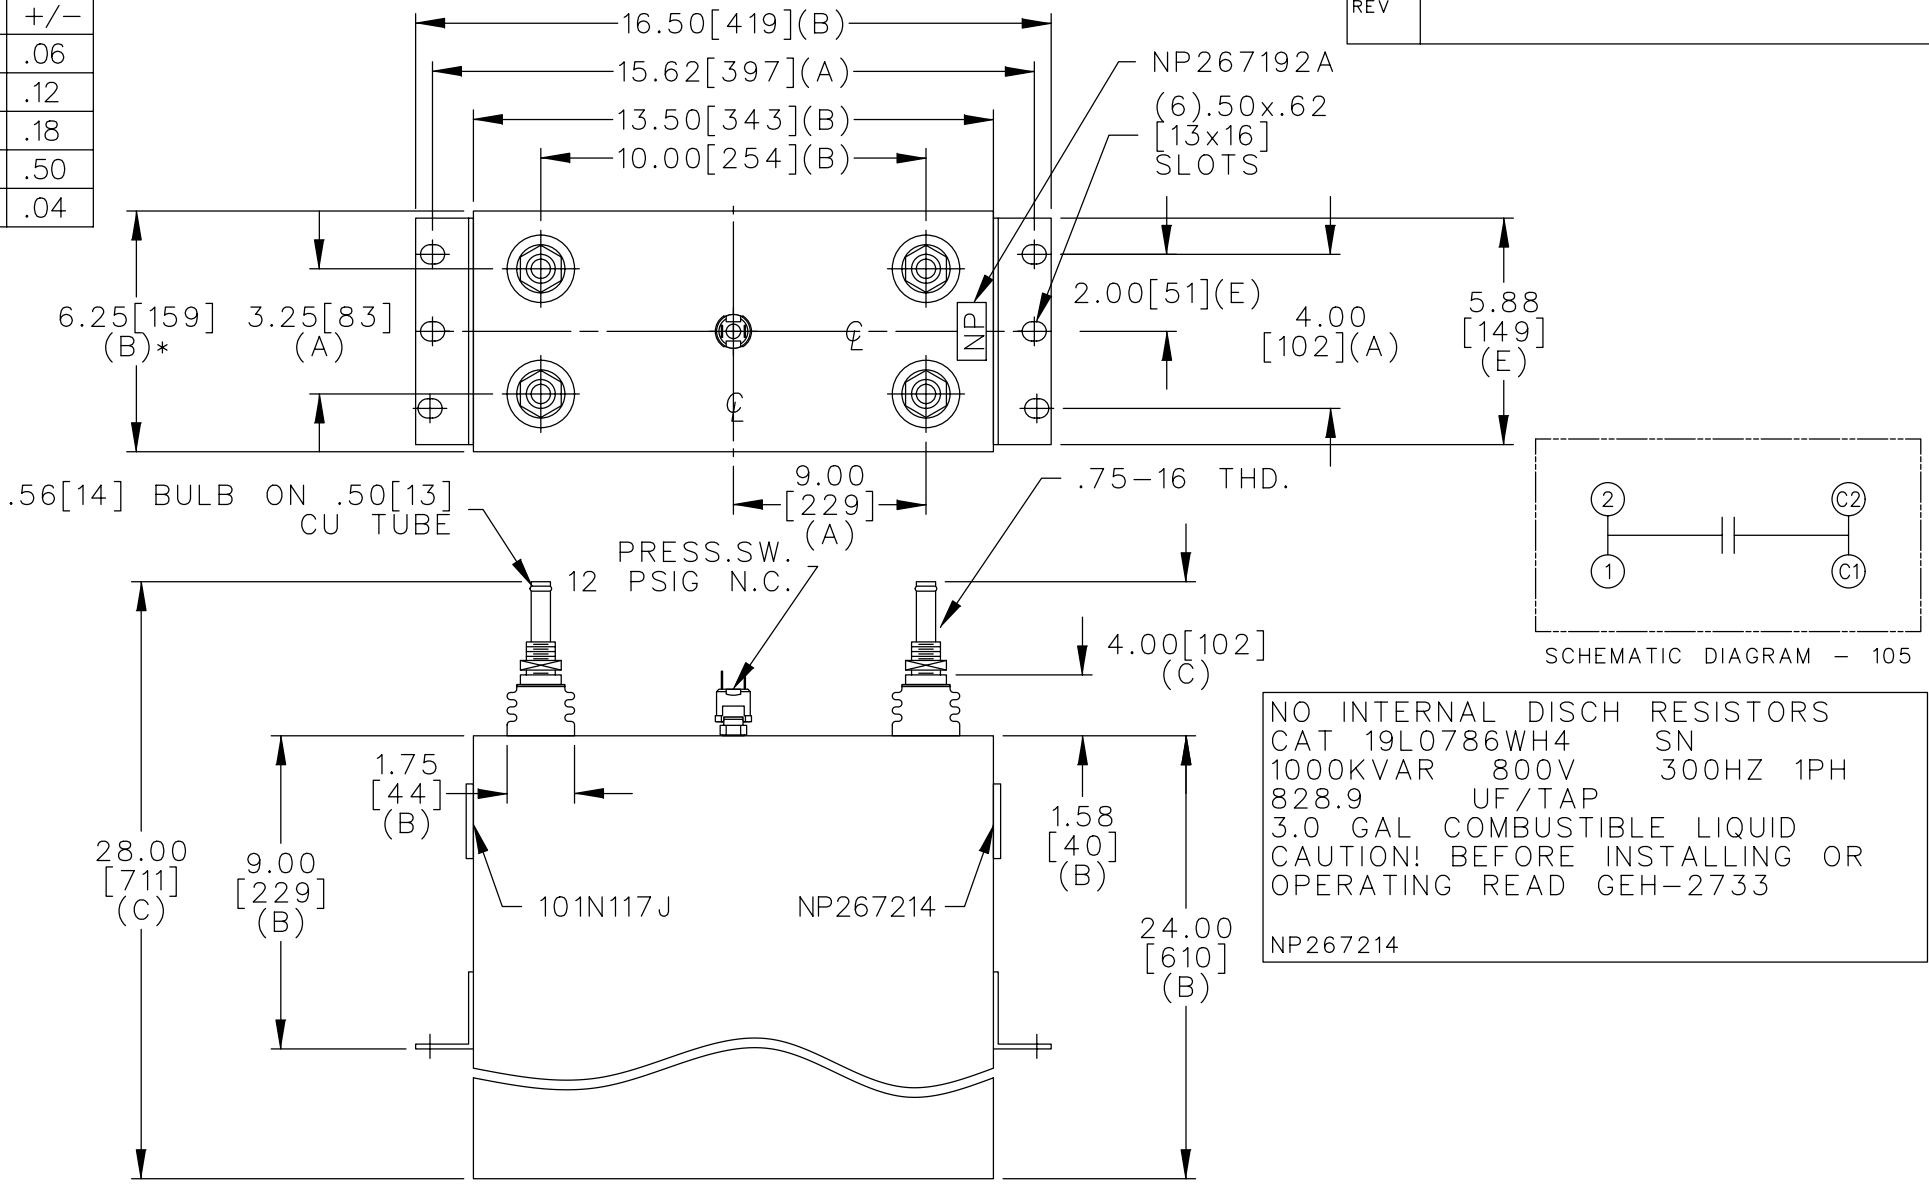 +/-
.06
.12
.18
.50
.04
REV
16.50[419](B)
15.62[397](A)
13.50[343](B)
10.00[254](B)
NP267192A
(6).50x.62
[13x16]
SLOTS
6.25[159]
(B)*
3.25[83]
(A)
NP
℄
℄
2.00[51](E)
4.00
[102](A)
5.88
[149]
(E)
.56[14] BULB ON .50[13]
CU TUBE
9.00
[229]
(A)
.75-16 THD.
PRESS.SW.
12 PSIG N.C.
4.00[102]
(C)
2
C2
1
C1
SCHEMATIC DIAGRAM - 105
1.75
[44]
(B)
28.00
[711]
(C)
9.00
[229]
(B)
101N117J
NP267214
1.58
[40]
(B)
24.00
[610]
(B)
NO INTERNAL DISCH RESISTORS
CAT 19L0786WH4 SN
1000KVAR 800V 300HZ 1PH
828.9 UF/TAP
3.0 GAL COMBUSTIBLE LIQUID
CAUTION! BEFORE INSTALLING OR
OPERATING READ GEH-2733
NP267214